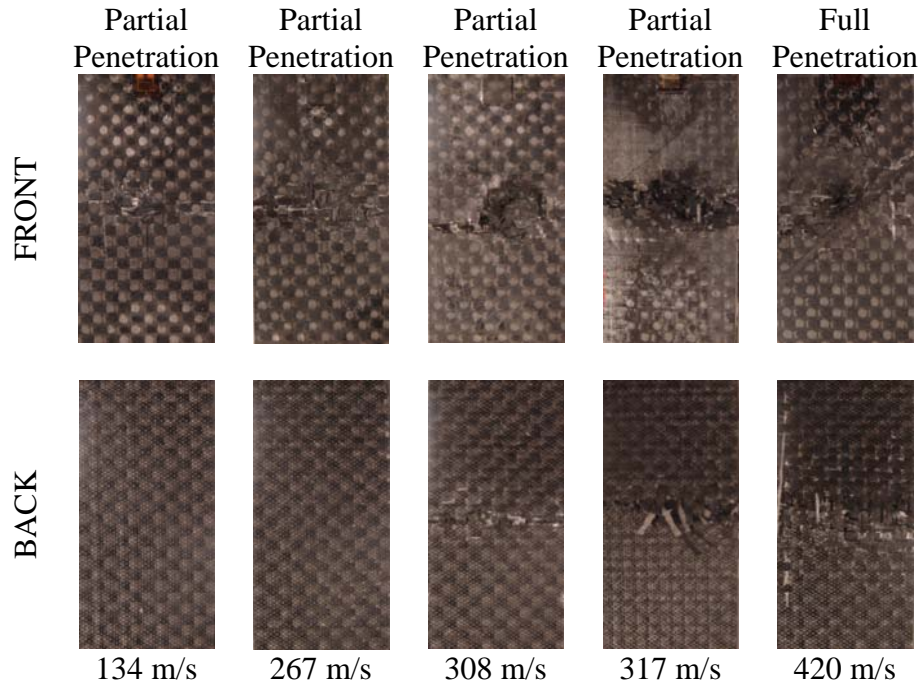 Partial Penetration
Partial Penetration
Partial Penetration
Partial Penetration
Full Penetration
FRONT
BACK
134 m/s
267 m/s
308 m/s
317 m/s
420 m/s